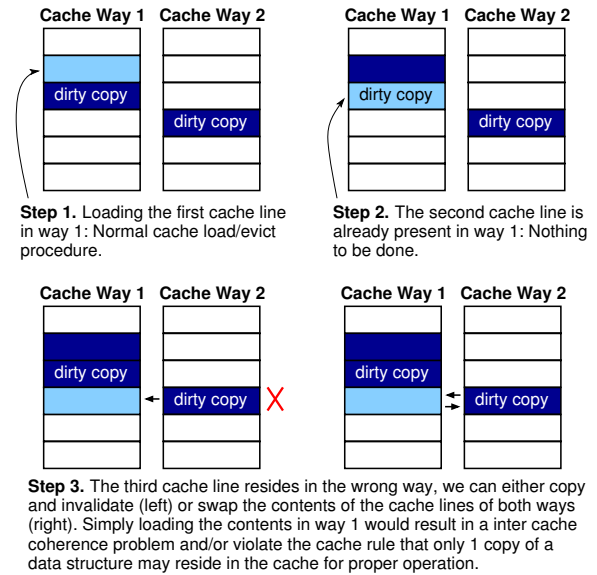 Cache Way 1 Cache Way 2 Cache Way 1 Cache Way 2
dirty copy dirty copy
dirty copy dirty copy
Step 1. Loading the first cache line
in way 1: Normal cache load/evict
procedure.
Step 2. The second cache line is
already present in way 1: Nothing
to be done.
Cache Way 1 Cache Way 2 Cache Way 1 Cache Way 2
dirty copy dirty copy
dirty copy dirty copy
Step 3. The third cache line resides in the wrong way, we can either copy
and invalidate (left) or swap the contents of the cache lines of both ways
(right). Simply loading the contents in way 1 would result in a inter cache
coherence problem and/or violate the cache rule that only 1 copy of a
data structure may reside in the cache for proper operation.